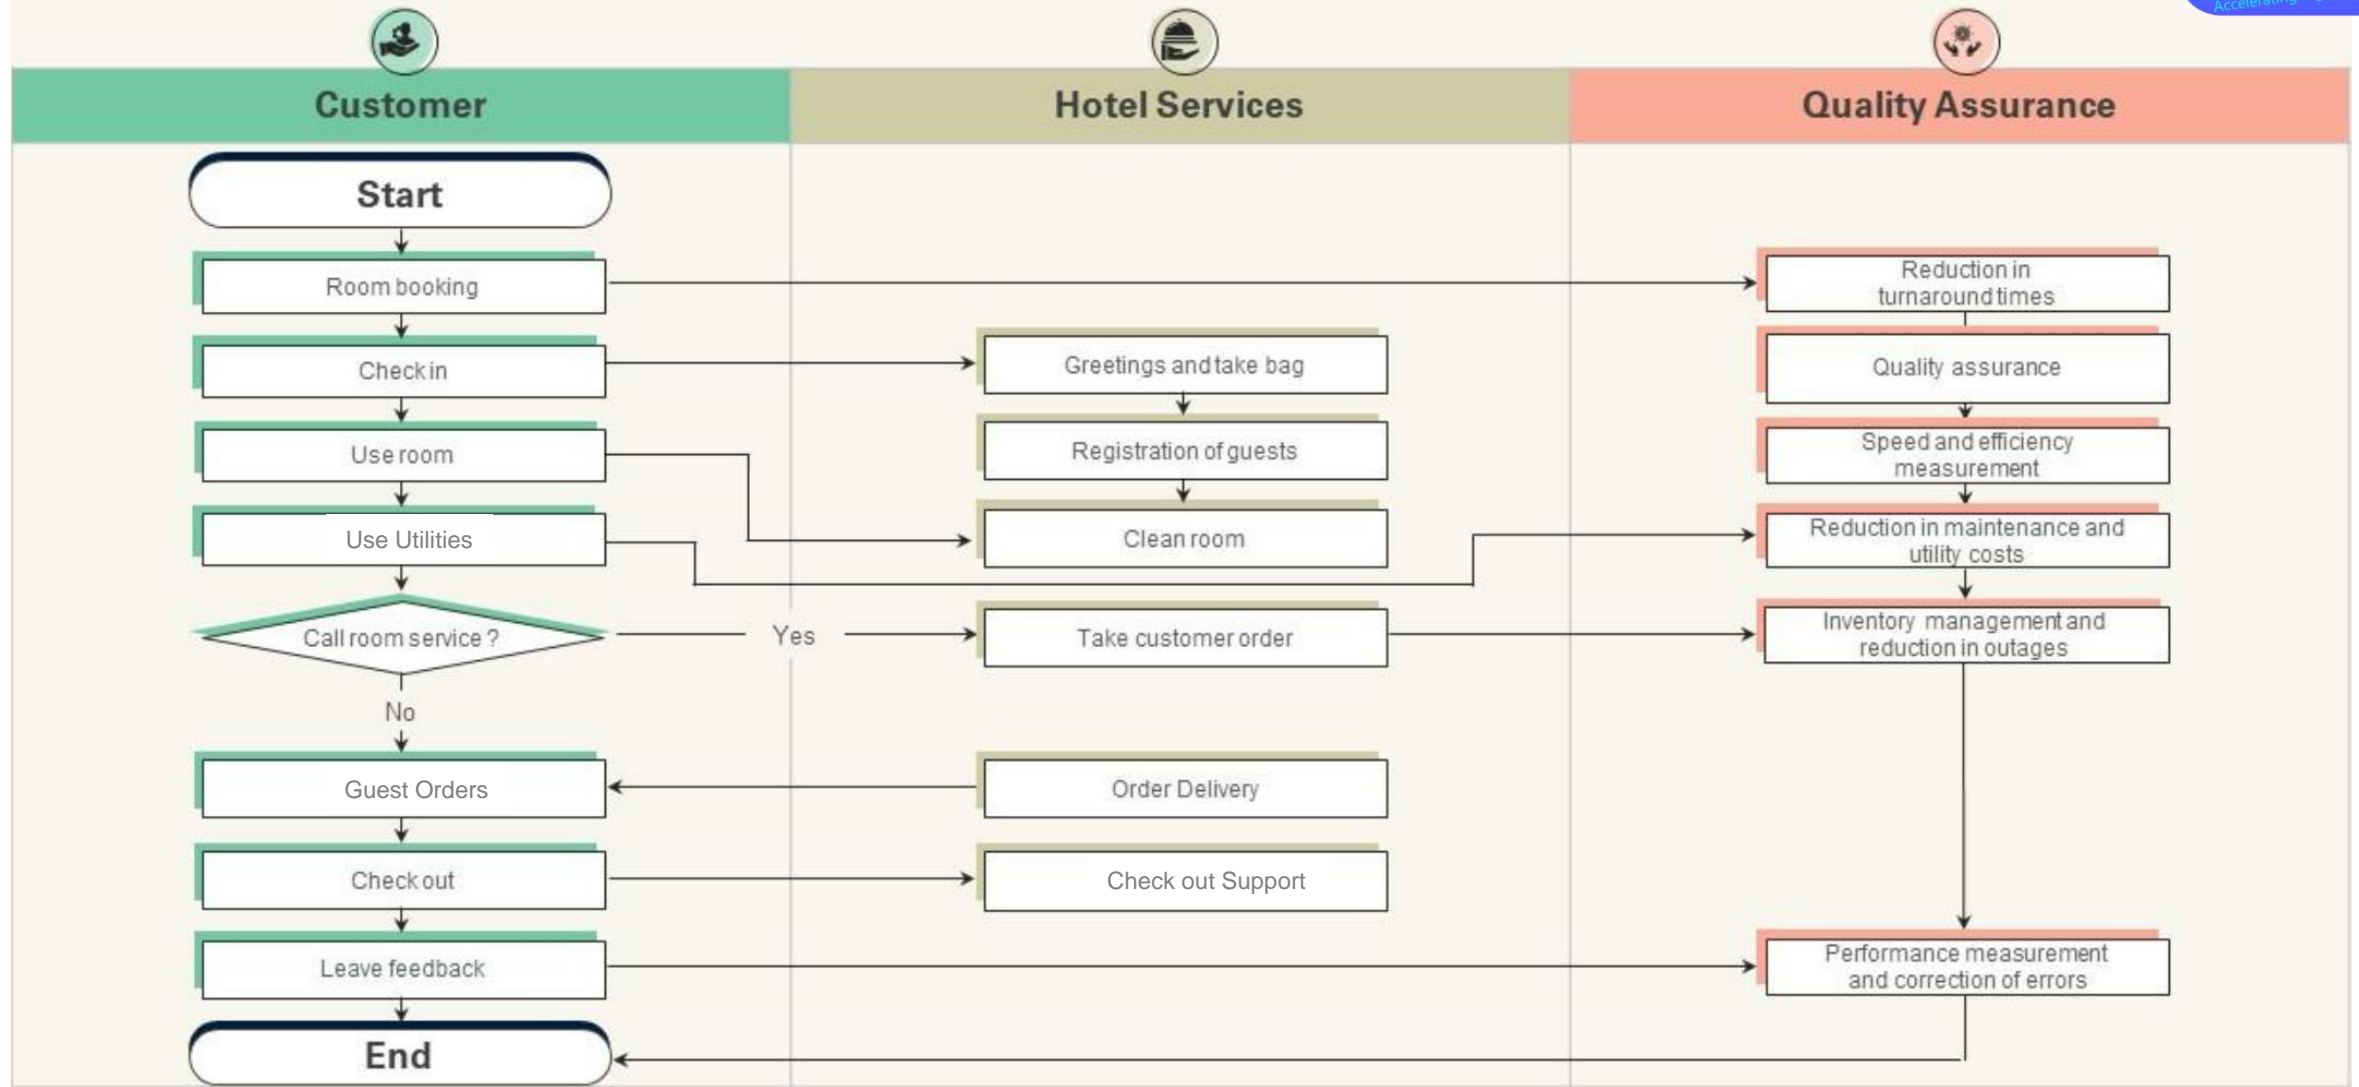 Accelerating
Customer
Hotel Services
Quality Assurance
Start
Room booking
Reduction in
turnaround times
Check in
Greetings and take bag
Quality assurance
Use room
Registration of guests
Speed and efficiency
measurement
Use Utilities
Clean room
Reduction in maintenance and
utility costs
Call room service ?
Yes
Take customer order
Inventory management and
reduction in outages
No
Guest Orders
Order Delivery
Check out
Check out Support
Leave feedback
Performance measurement
and correction of errors
End